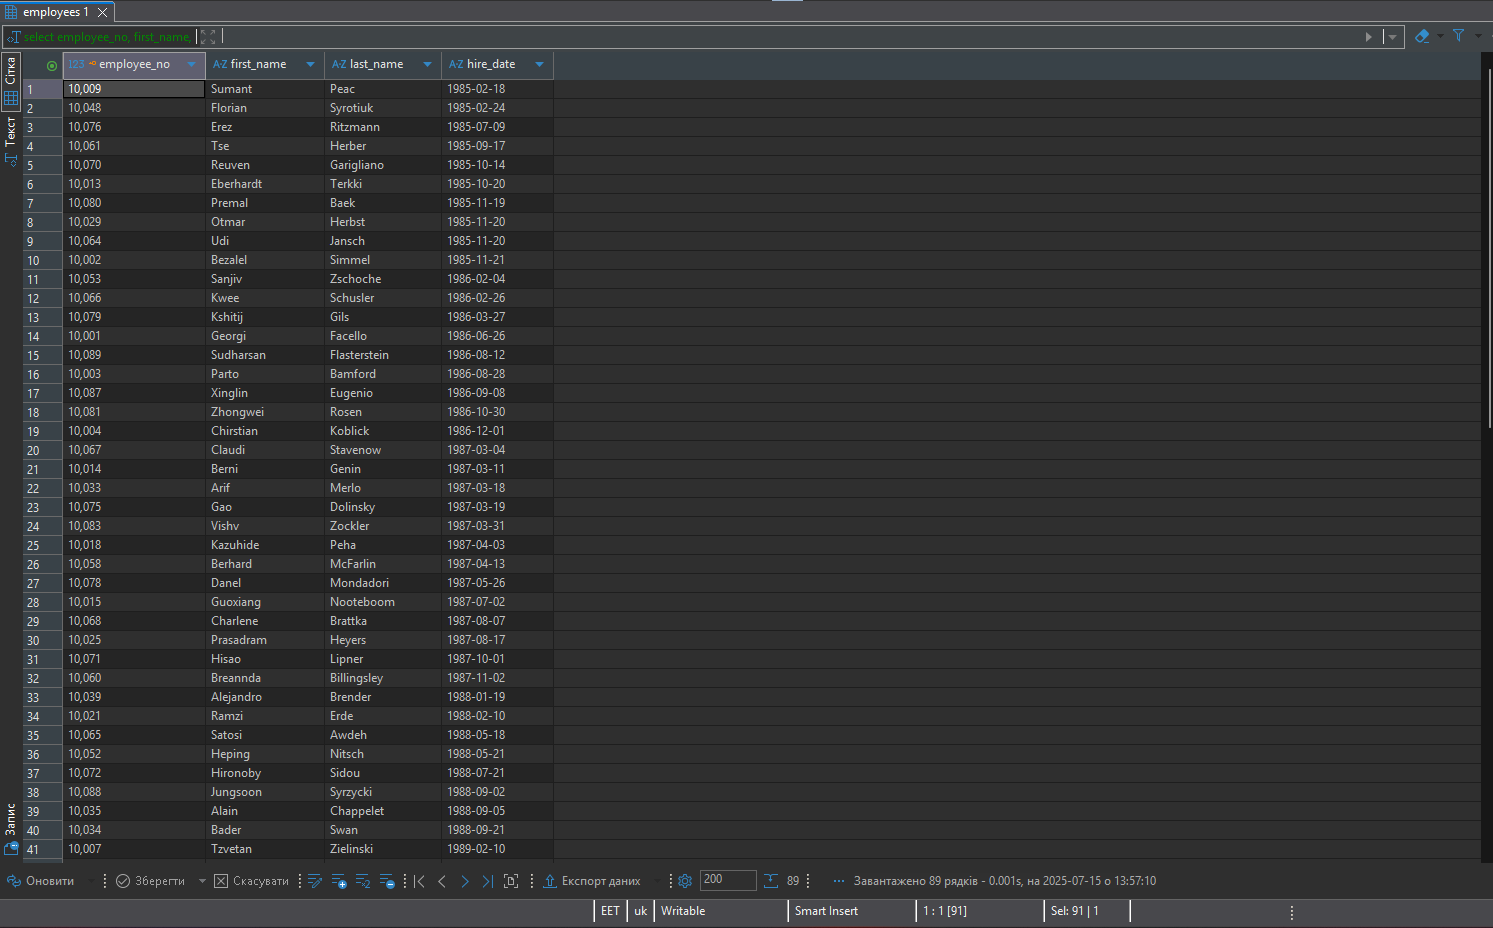 employees 1
select employee_no, first_name,
Сітка
Текст
Запис
123 employee_no A-Z first_name A-Z last_name A-Z hire_date
1 10,009 Sumant Peac 1985-02-18
2 10,048 Florian Syrotiuk 1985-02-24
3 10,076 Erez Ritzmann 1985-07-09
4 10,061 Tse Herber 1985-09-17
5 10,070 Reuven Garigliano 1985-10-14
6 10,013 Eberhardt Terkki 1985-10-20
7 10,080 Premal Baek 1985-11-19
8 10,029 Otmar Herbst 1985-11-20
9 10,064 Udi Jansch 1985-11-20
10 10,002 Bezalel Simmel 1985-11-21
11 10,053 Sanjiv Zschoche 1986-02-04
12 10,066 Kwee Schusler 1986-02-26
13 10,079 Kshitij Gils 1986-03-27
14 10,001 Georgi Facello 1986-06-26
15 10,089 Sudharsan Flasterstein 1986-08-12
16 10,003 Parto Bamford 1986-08-28
17 10,087 Xinglin Eugenio 1986-09-08
18 10,081 Zhongwei Rosen 1986-10-30
19 10,004 Chirstian Koblick 1986-12-01
20 10,067 Claudi Stavenow 1987-03-04
21 10,014 Berni Genin 1987-03-11
22 10,033 Arif Merlo 1987-03-18
23 10,075 Gao Dolinsky 1987-03-19
24 10,083 Vishv Zockler 1987-03-31
25 10,018 Kazuhide Peha 1987-04-03
26 10,058 Berhard McFarlin 1987-04-13
27 10,078 Danel Mondadori 1987-05-26
28 10,015 Guoxiang Nooteboom 1987-07-02
29 10,068 Charlene Brattka 1987-08-07
30 10,025 Prasadram Heyers 1987-08-17
31 10,071 Hisao Lipner 1987-10-01
32 10,060 Breannda Billingsley 1987-11-02
33 10,039 Alejandro Brender 1988-01-19
34 10,021 Ramzi Erde 1988-02-10
35 10,065 Satosi Awdeh 1988-05-18
36 10,052 Heping Nitsch 1988-05-21
37 10,072 Hironoby Sidou 1988-07-21
38 10,088 Jungsoon Syrzycki 1988-09-02
39 10,035 Alain Chappelet 1988-09-05
40 10,034 Bader Swan 1988-09-21
41 10,007 Tzvetan Zielinski 1989-02-10
Оновити Зберегти Скасувати Експорт даних 200 89 Завантажено 89 рядків - 0.001s, на 2025-07-15 о 13:57:10
EET uk Writable Smart Insert 1 : 1 [91] Sel: 91 | 1